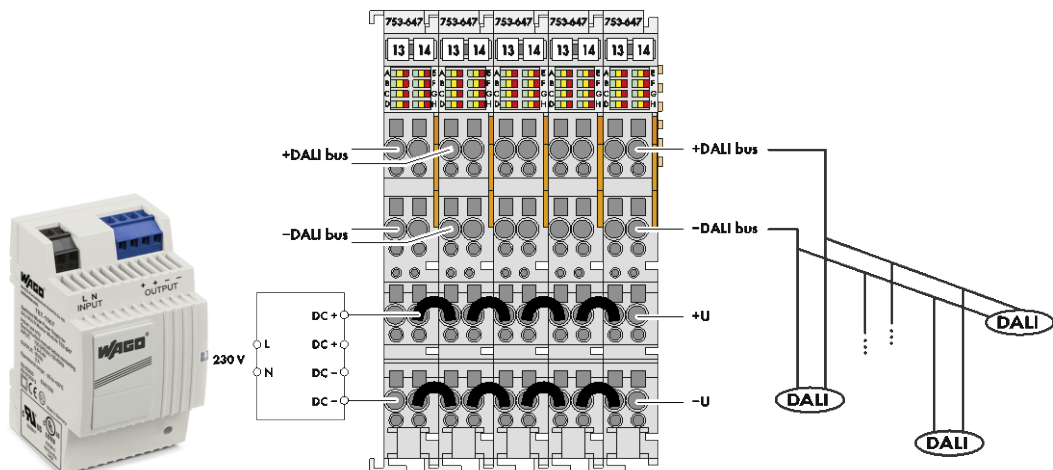 753-647 753-647 753-647 753-647 753-647
13 14 13 14 13 14 13 14 13 14
A E
B F
C G
D H
+DALI bus
−DALI bus
+DALI bus
−DALI bus
DC +
DC +
DC −
DC −
230 V
L
N
+U
−U
DALI
DALI
DALI
WAGO
L N
INPUT
+ + − −
OUTPUT
WAGO